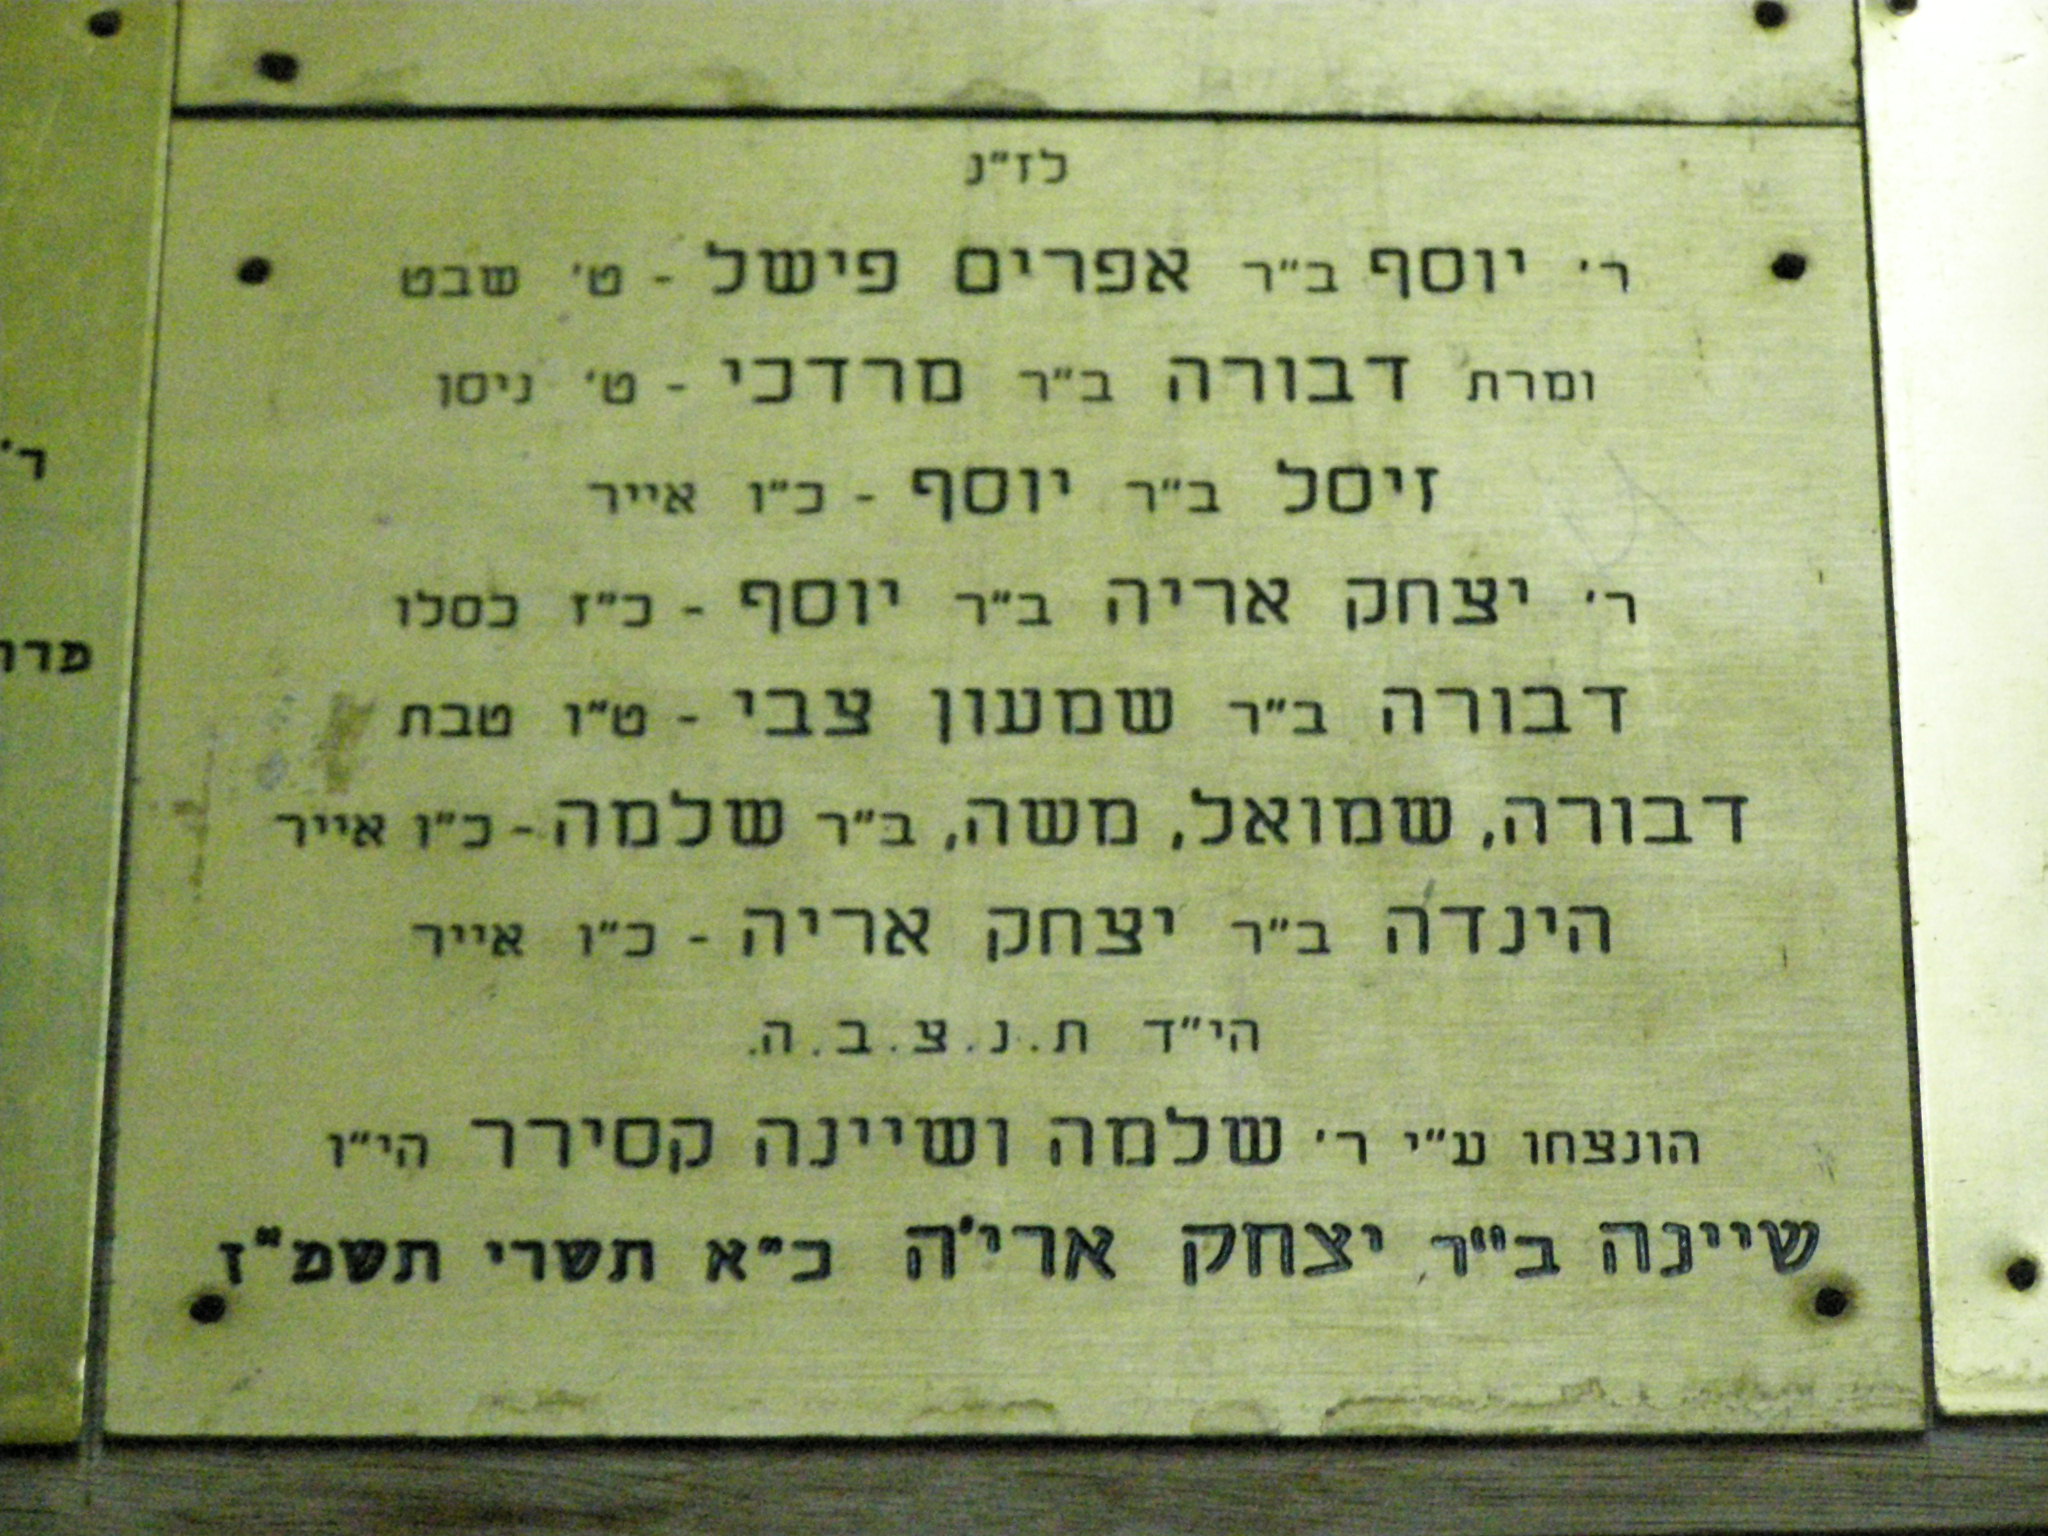 לז״נ
ר׳ יוסף ב״ר אפרים פישל - ט׳ שבט
ומרת דבורה ב״ר מרדכי - ט׳ ניסן
זיסל ב״ר יוסף - כ״ו אייר
ר׳ יצחק אריה ב״ר יוסף - כ״ז כסלו
דבורה ב״ר שמעון צבי - ט״ו טבת
דבורה, שמואל, משה, ב״ר שלמה - כ״ו אייר
הינדה ב״ר יצחק אריה - כ״ו אייר
הי״ד ת.נ.צ.ב.ה.
הונצחו ע״י ר׳ שלמה ושיינה קסירר הי״ו
שיינה ב״ר יצחק ארי׳ה כ״א תשרי תשמ״ז
ר׳